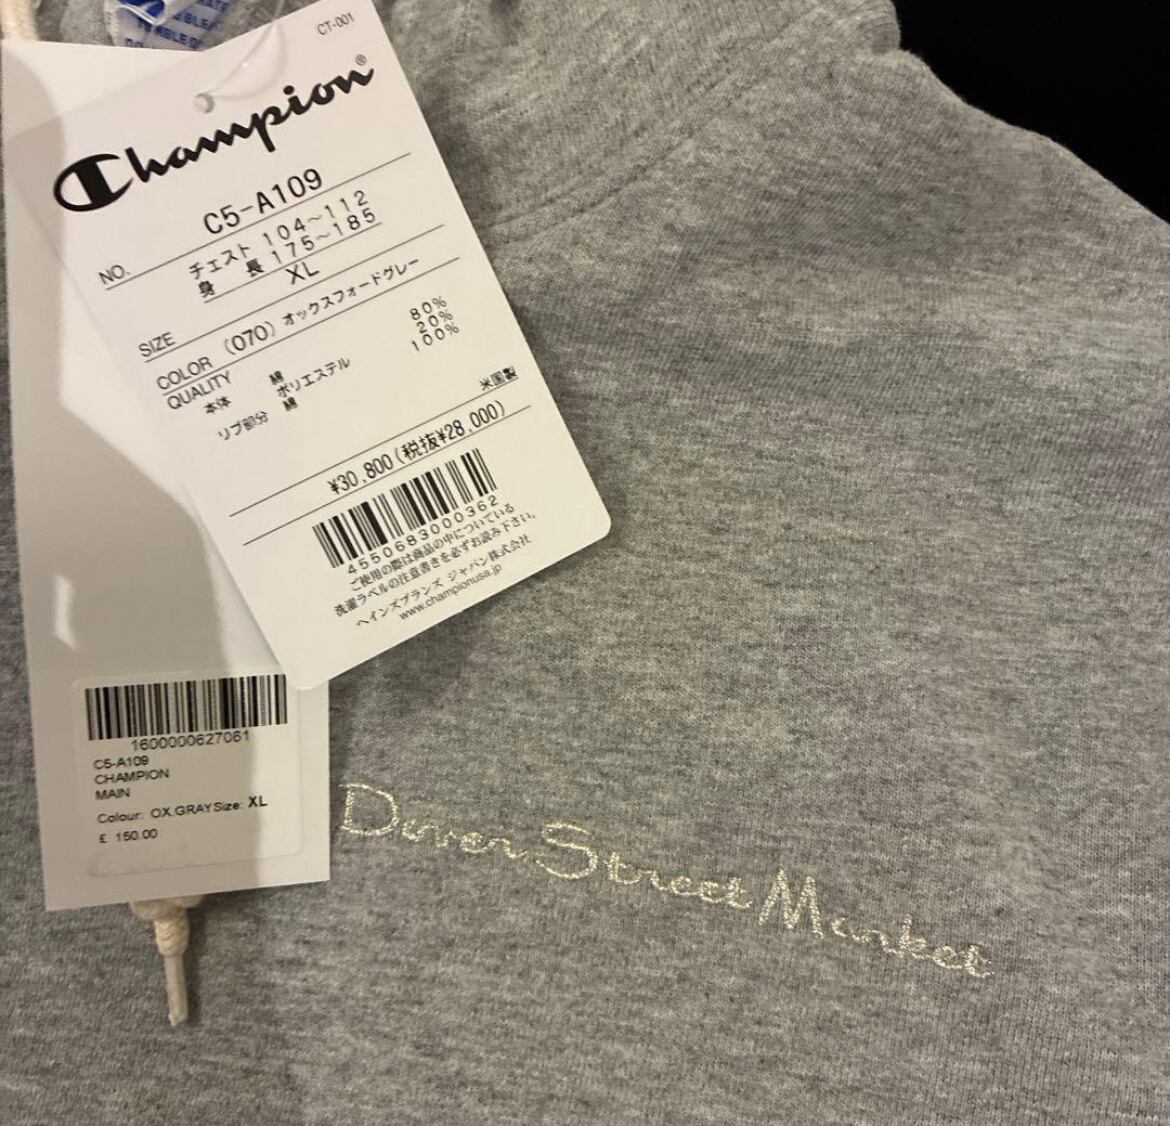 CT-001
Champion®
NO. C5-A109
チェスト 104~112
身 長 175~185
SIZE XL
COLOR (070) オックスフォードグレー
QUALITY
本体 綿 80%
ポリエステル 20%
リブ部分 綿 100%
米国製
¥30,800(税抜¥28,000)
4550683000362
ご使用の際は商品の中についている
洗濯ラベルの注意書きを必ずお読み下さい。
ヘインズブランズ ジャパン株式会社
www.championusa.jp
1600000627061
C5-A109
CHAMPION
MAIN
Colour: OX.GRAY Size: XL
£ 150.00
Dover Street Market